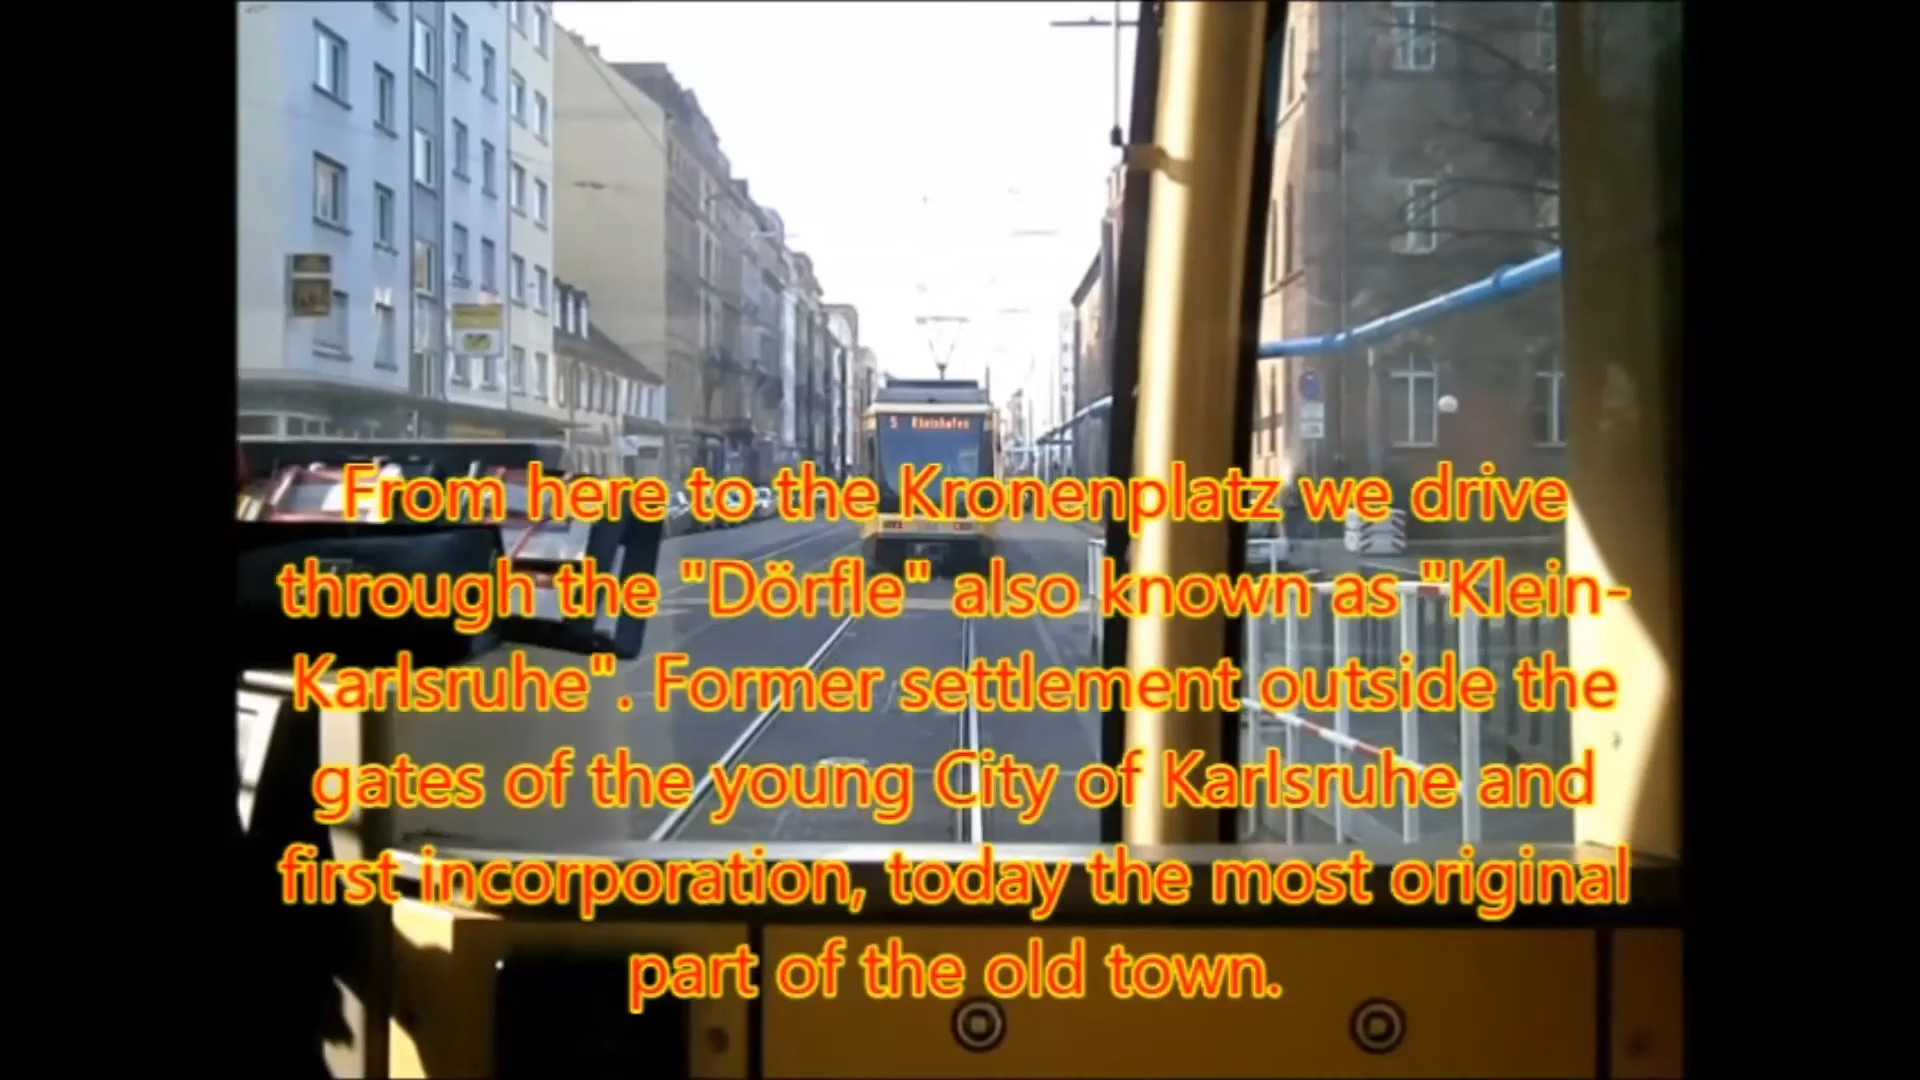 5 Rheinhafen
From here to the Kronenplatz we drive
through the "Dörfle" also known as "Klein-
Karlsruhe". Former settlement outside the
gates of the young City of Karlsruhe and
first incorporation, today the most original
part of the old town.